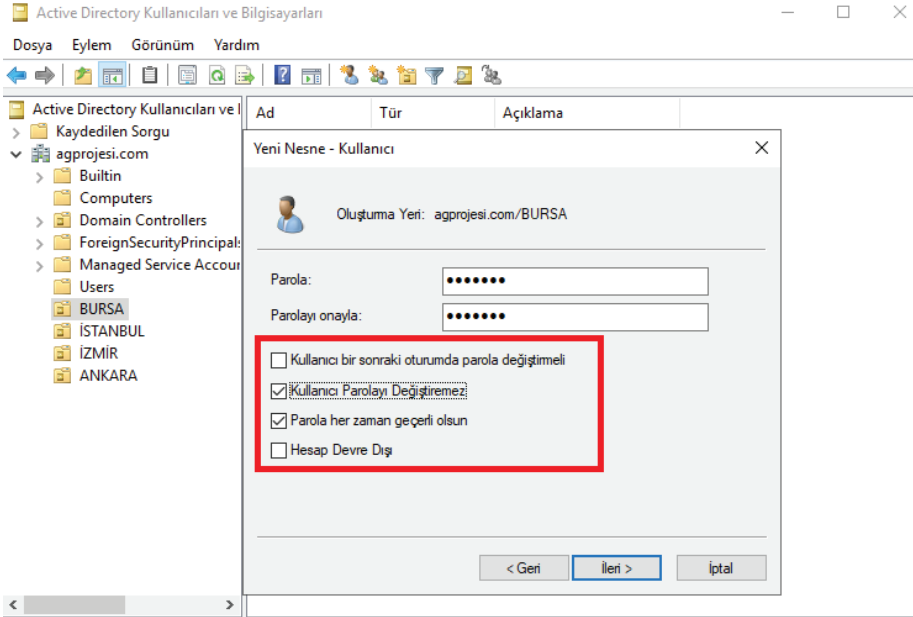 Active Directory Kullanıcıları ve Bilgisayarları
Dosya Eylem Görünüm Yardım
Active Directory Kullanıcıları ve
Kaydedilen Sorgu
agprojesi.com
Builtin
Computers
Domain Controllers
ForeignSecurityPrincipal
Managed Service Accour
Users
BURSA
İSTANBUL
İZMİR
ANKARA
Ad Tür Açıklama
Yeni Nesne - Kullanıcı
Oluşturma Yeri: agprojesi.com/BURSA
Parola: •••••••
Parolayı onayla: •••••••
Kullanıcı bir sonraki oturumda parola değiştirmeli
Kullanıcı Parolayı Değiştiremez
Parola her zaman geçerli olsun
Hesap Devre Dışı
< Geri İleri > İptal